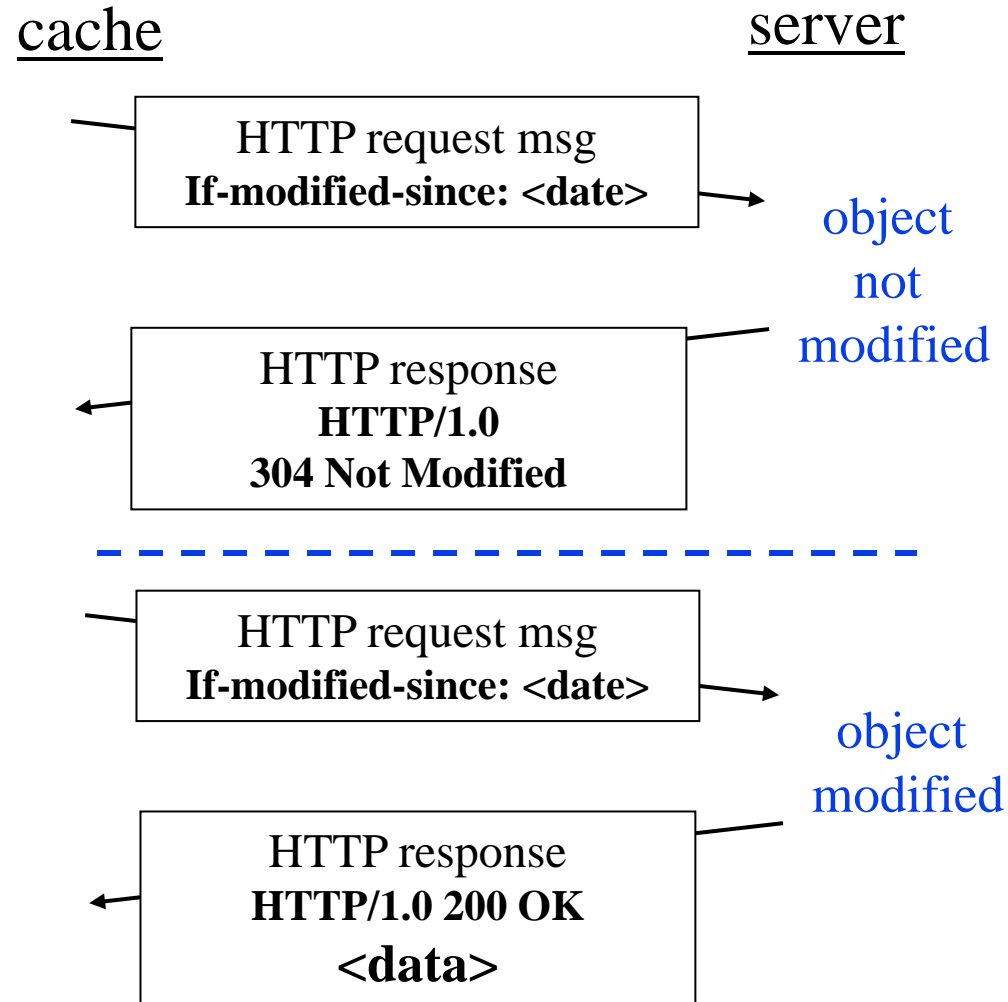 cache
server
HTTP request msg
If-modified-since: <date>
object
not
modified
HTTP response
HTTP/1.0
304 Not Modified
HTTP request msg
If-modified-since: <date>
object
modified
HTTP response
HTTP/1.0 200 OK
<data>